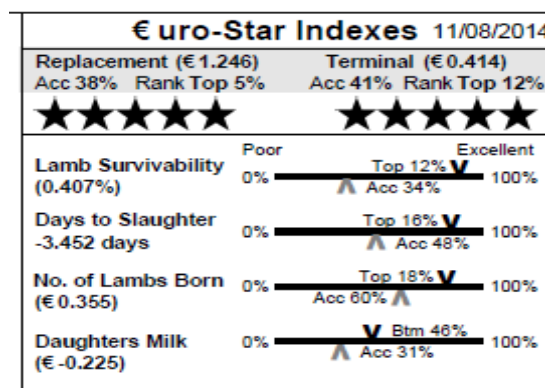 € uro-Star Indexes 11/08/2014
Replacement (€ 1.246) Terminal (€ 0.414)
Acc 38% Rank Top 5% Acc 41% Rank Top 12%
Poor Excellent
Lamb Survivability
(0.407%)
0% Top 12% Acc 34% 100%
Days to Slaughter
-3.452 days
0% Top 16% Acc 48% 100%
No. of Lambs Born
(€ 0.355)
0% Top 18% Acc 60% 100%
Daughters Milk
(€ -0.225)
0% Btm 46% Acc 31% 100%